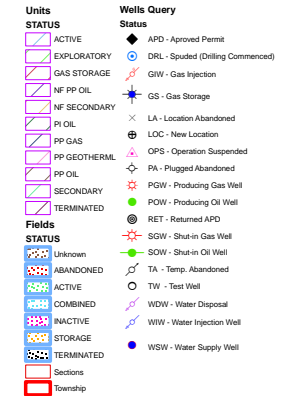 Units
STATUS
ACTIVE
EXPLORATORY
GAS STORAGE
NF PP OIL
NF SECONDARY
PI OIL
PP GAS
PP GEOTHERML
PP OIL
SECONDARY
TERMINATED
Fields
STATUS
Unknown
ABANDONED
ACTIVE
COMBINED
INACTIVE
STORAGE
TERMINATED
Sections
Township
Wells Query
Status
APD - Aproved Permit
DRL - Spuded (Drilling Commenced)
GIW - Gas Injection
GS - Gas Storage
LA - Location Abandoned
LOC - New Location
OPS - Operation Suspended
PA - Plugged Abandoned
PGW - Producing Gas Well
POW - Producing Oil Well
RET - Returned APD
SGW - Shut-in Gas Well
SOW - Shut-in Oil Well
TA - Temp. Abandoned
TW - Test Well
WDW - Water Disposal
WIW - Water Injection Well
WSW - Water Supply Well